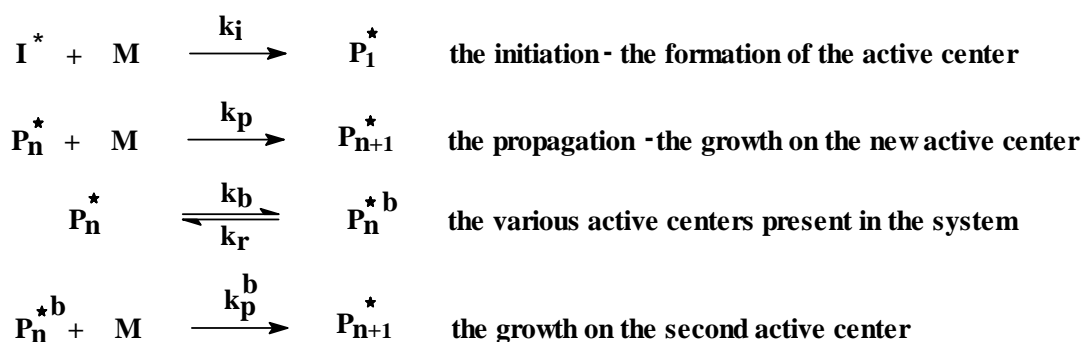 I* + M ki P1* the initiation - the formation of the active center
Pn* + M kp Pn+1* the propagation - the growth on the new active center
Pn* kb kr Pn*b the various active centers present in the system
Pn*b + M kpb Pn+1* the growth on the second active center